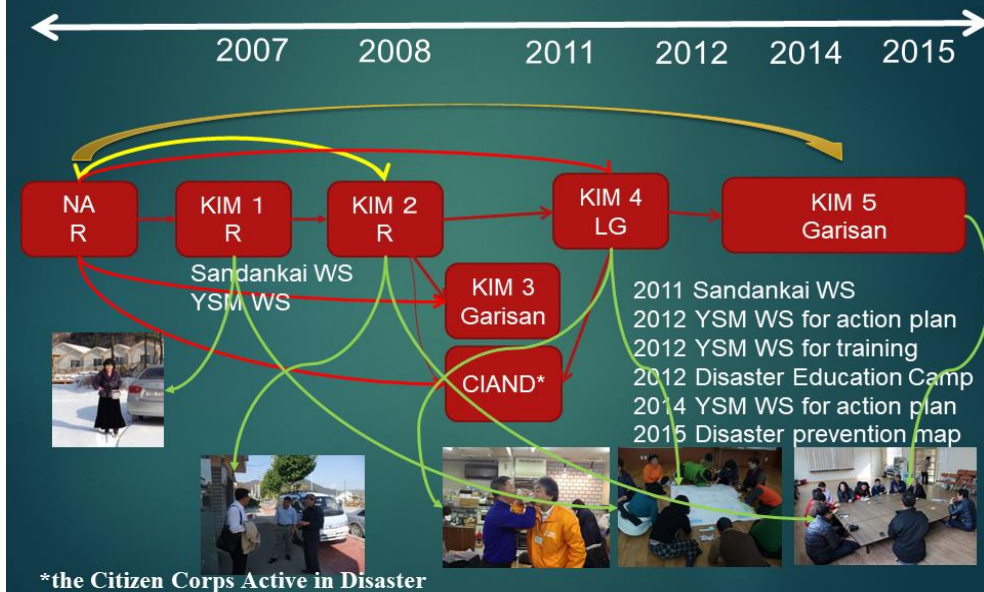 2007 2008 2011 2012 2014 2015
NA
R
KIM 1
R
KIM 2
R
KIM 4
LG
KIM 5
Garisan
Sandankai WS
YSM WS
KIM 3
Garisan
CIAND*
2011 Sandankai WS
2012 YSM WS for action plan
2012 YSM WS for training
2012 Disaster Education Camp
2014 YSM WS for action plan
2015 Disaster prevention map
*the Citizen Corps Active in Disaster